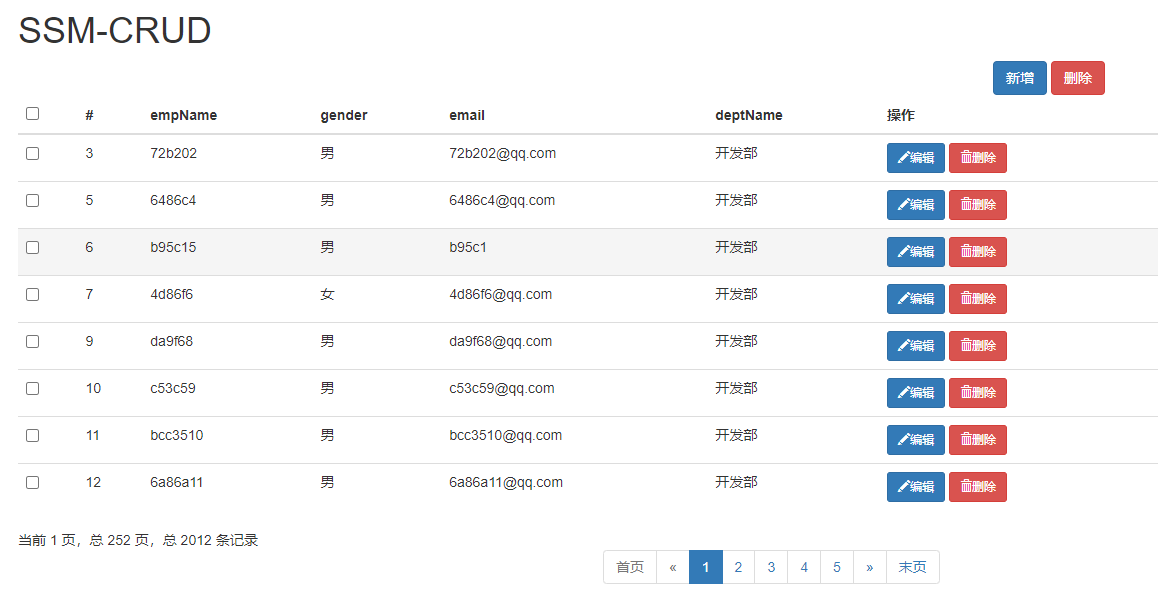 SSM-CRUD
新增 删除
# empName gender email deptName 操作
3 72b202 男 72b202@qq.com 开发部 编辑 删除
5 6486c4 男 6486c4@qq.com 开发部 编辑 删除
6 b95c15 男 b95c1 开发部 编辑 删除
7 4d86f6 女 4d86f6@qq.com 开发部 编辑 删除
9 da9f68 男 da9f68@qq.com 开发部 编辑 删除
10 c53c59 男 c53c59@qq.com 开发部 编辑 删除
11 bcc3510 男 bcc3510@qq.com 开发部 编辑 删除
12 6a86a11 男 6a86a11@qq.com 开发部 编辑 删除
当前 1 页，总 252 页，总 2012 条记录
首页 « 1 2 3 4 5 » 末页